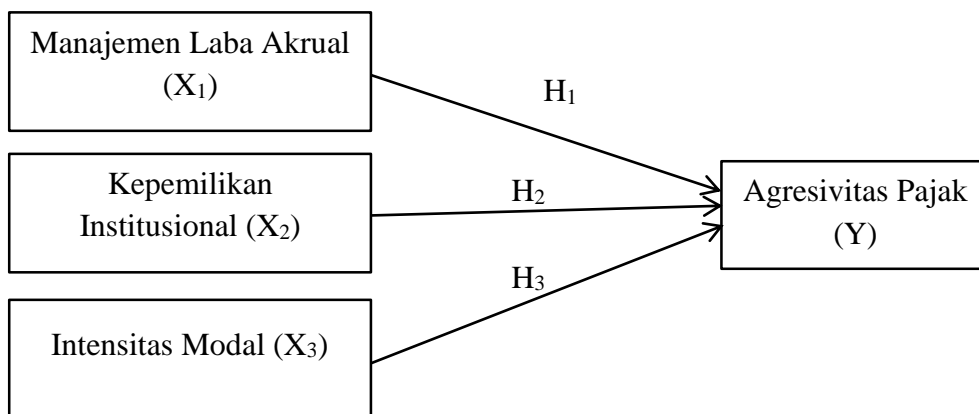 Manajemen Laba Akrual
(X₁)
H₁
Kepemilikan
Institusional (X₂)
H₂
Agresivitas Pajak
(Y)
H₃
Intensitas Modal (X₃)